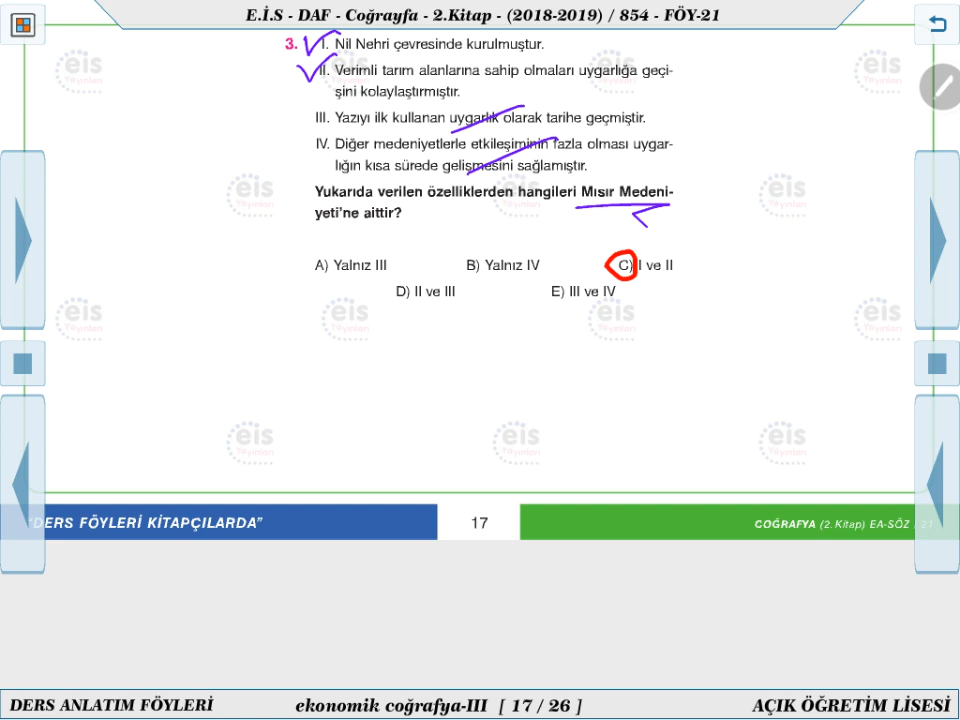 E.İ.S - DAF - Coğrayfa - 2.Kitap - (2018-2019) / 854 - FÖY-21
3. I. Nil Nehri çevresinde kurulmuştur.
II. Verimli tarım alanlarına sahip olmaları uygarlığa geçi-
şini kolaylaştırmıştır.
III. Yazıyı ilk kullanan uygarlık olarak tarihe geçmiştir.
IV. Diğer medeniyetlerle etkileşiminin fazla olması uygar-
lığın kısa sürede gelişmesini sağlamıştır.
Yukarıda verilen özelliklerden hangileri Mısır Medeni-
yeti'ne aittir?
A) Yalnız III B) Yalnız IV C) I ve II
D) II ve III E) III ve IV
"DERS FÖYLERİ KİTAPÇILARDA" 17 COĞRAFYA (2. Kitap) EA-SÖZ / 21
DERS ANLATIM FÖYLERİ ekonomik coğrafya-III [ 17 / 26 ] AÇIK ÖĞRETİM LİSESİ